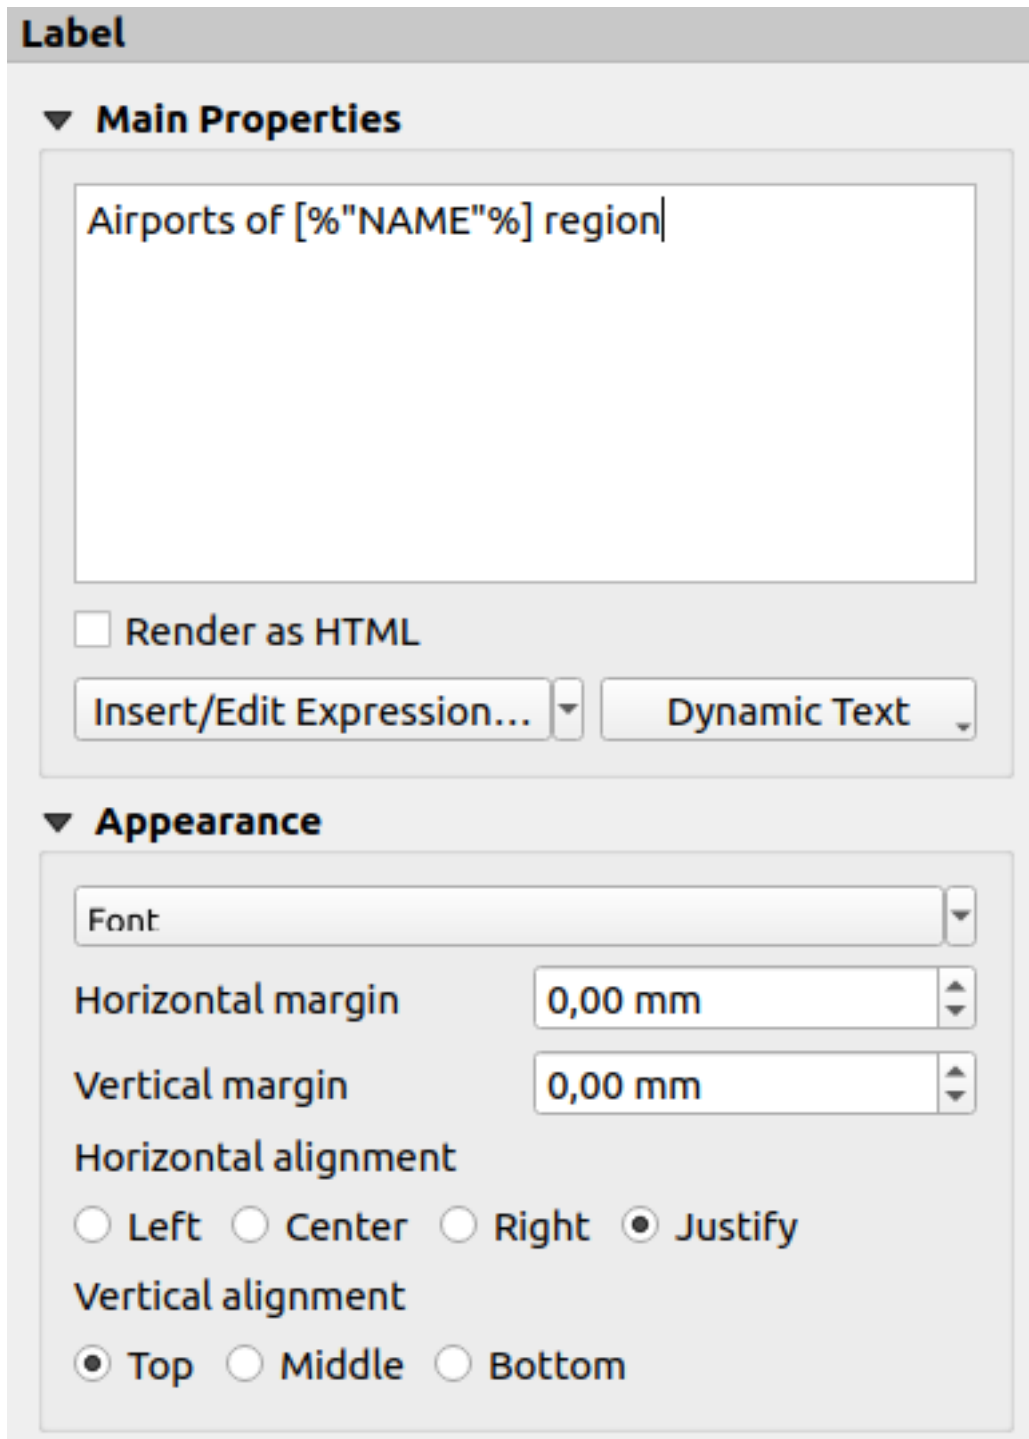 Label
Main Properties
Airports of [%"NAME"%] region
Render as HTML
Insert/Edit Expression... Dynamic Text
Appearance
Font
Horizontal margin 0,00 mm
Vertical margin 0,00 mm
Horizontal alignment
Left Center Right Justify
Vertical alignment
Top Middle Bottom